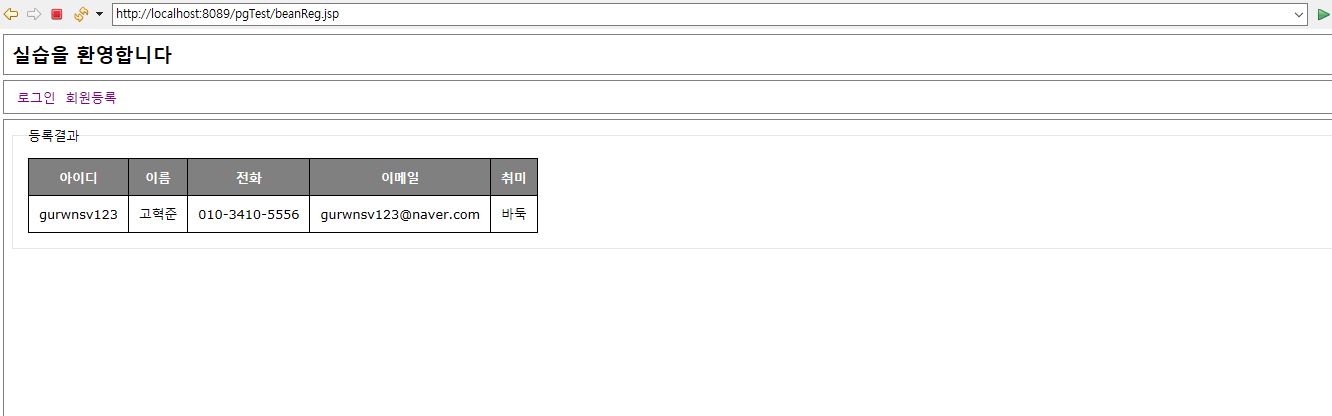 http://localhost:8089/pgTest/beanReg.jsp
실습을 환영합니다
로그인 회원등록
등록결과
아이디 이름 전화 이메일 취미
gurwnsv123 고혁준 010-3410-5556 gurwnsv123@naver.com 바둑